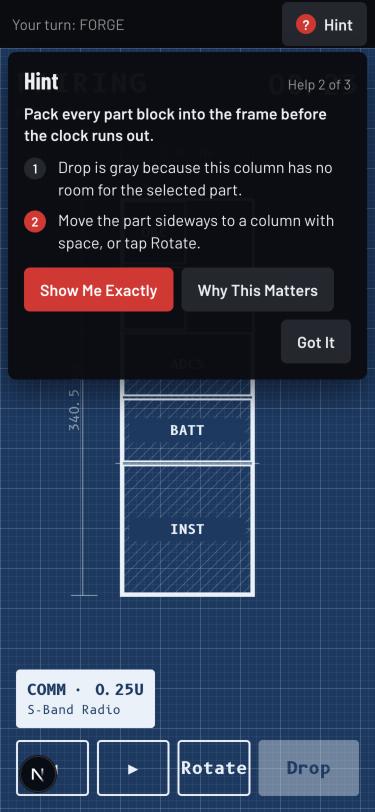 Your turn: FORGE
? Hint
Hint
Help 2 of 3
Pack every part block into the frame before
the clock runs out.
1 Drop is gray because this column has no
room for the selected part.
2 Move the part sideways to a column with
space, or tap Rotate.
Show Me Exactly
Why This Matters
Got It
ADCS
340.5
BATT
INST
COMM · 0.25U
S-Band Radio
N
▶
Rotate
Drop